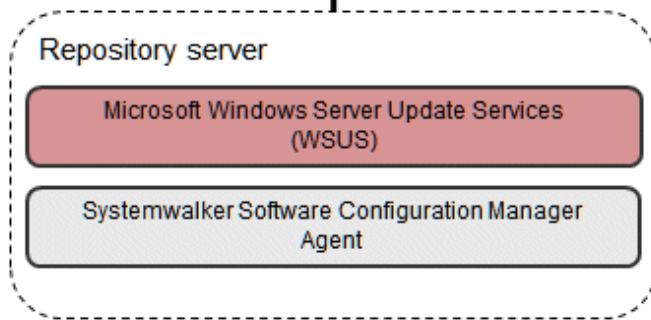 Repository server
Microsoft Windows Server Update Services
(WSUS)
Systemwalker Software Configuration Manager
Agent